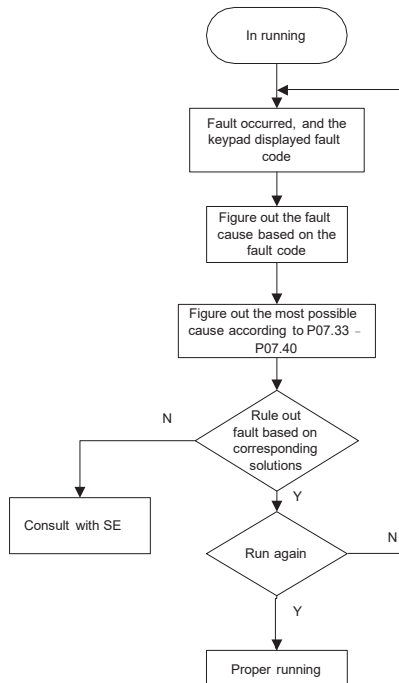 In running
Fault occurred, and the
keypad displayed fault
code
Figure out the fault
cause based on the
fault code
Figure out the most possible
cause according to P07.33 –
P07.40
N
Rule out
fault based on
corresponding
solutions
Y
Consult with SE
Run again
N
Y
Proper running